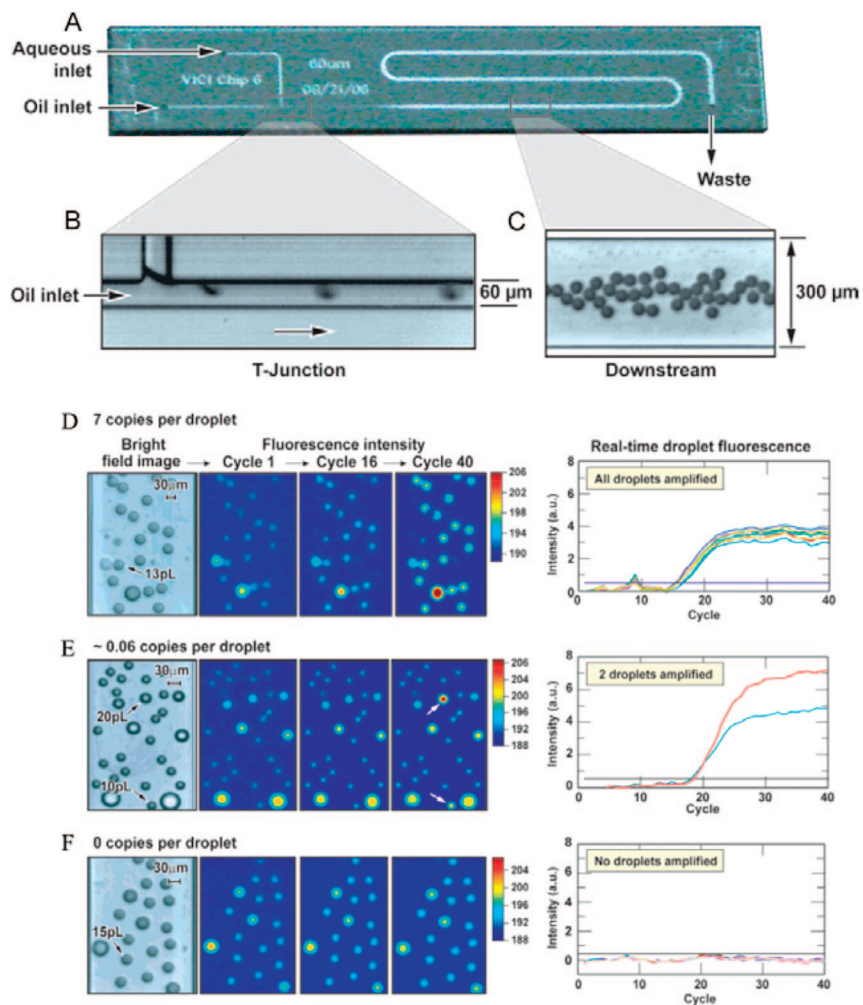 A
Aqueous inlet
Oil inlet
VICI Chip 6
60um
09/21/06
Waste
B
C
Oil inlet
60 µm
300 µm
T-Junction
Downstream
D 7 copies per droplet
Bright field image
Fluorescence intensity
Cycle 1
Cycle 16
Cycle 40
30µm
13pL
206
202
198
194
190
Real-time droplet fluorescence
All droplets amplified
Intensity (a.u.)
8
6
4
2
0
0 10 20 30 40
Cycle
E ~ 0.06 copies per droplet
30µm
20pL
10pL
208
204
200
196
192
188
2 droplets amplified
Intensity (a.u.)
8
6
4
2
0
0 10 20 30 40
Cycle
F 0 copies per droplet
30µm
15pL
204
200
196
192
188
No droplets amplified
Intensity (a.u.)
8
6
4
2
0
0 10 20 30 40
Cycle